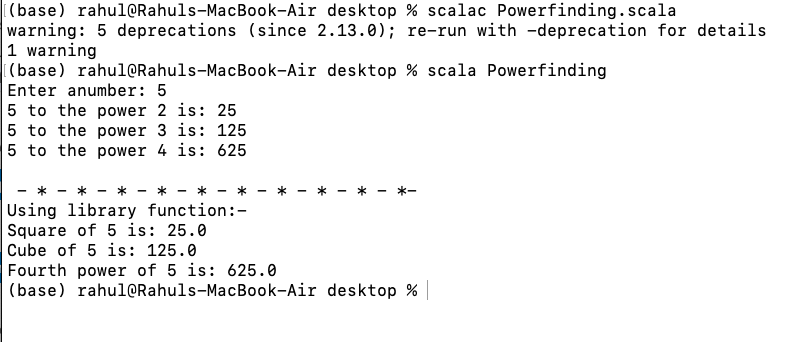 (base) rahul@Rahuls-MacBook-Air desktop % scalac Powerfinding.scala
warning: 5 deprecations (since 2.13.0); re-run with -deprecation for details
1 warning
(base) rahul@Rahuls-MacBook-Air desktop % scala Powerfinding
Enter anumber: 5
5 to the power 2 is: 25
5 to the power 3 is: 125
5 to the power 4 is: 625
- * - * - * - * - * - * - * - * - * - *-
Using library function:-
Square of 5 is: 25.0
Cube of 5 is: 125.0
Fourth power of 5 is: 625.0
(base) rahul@Rahuls-MacBook-Air desktop %